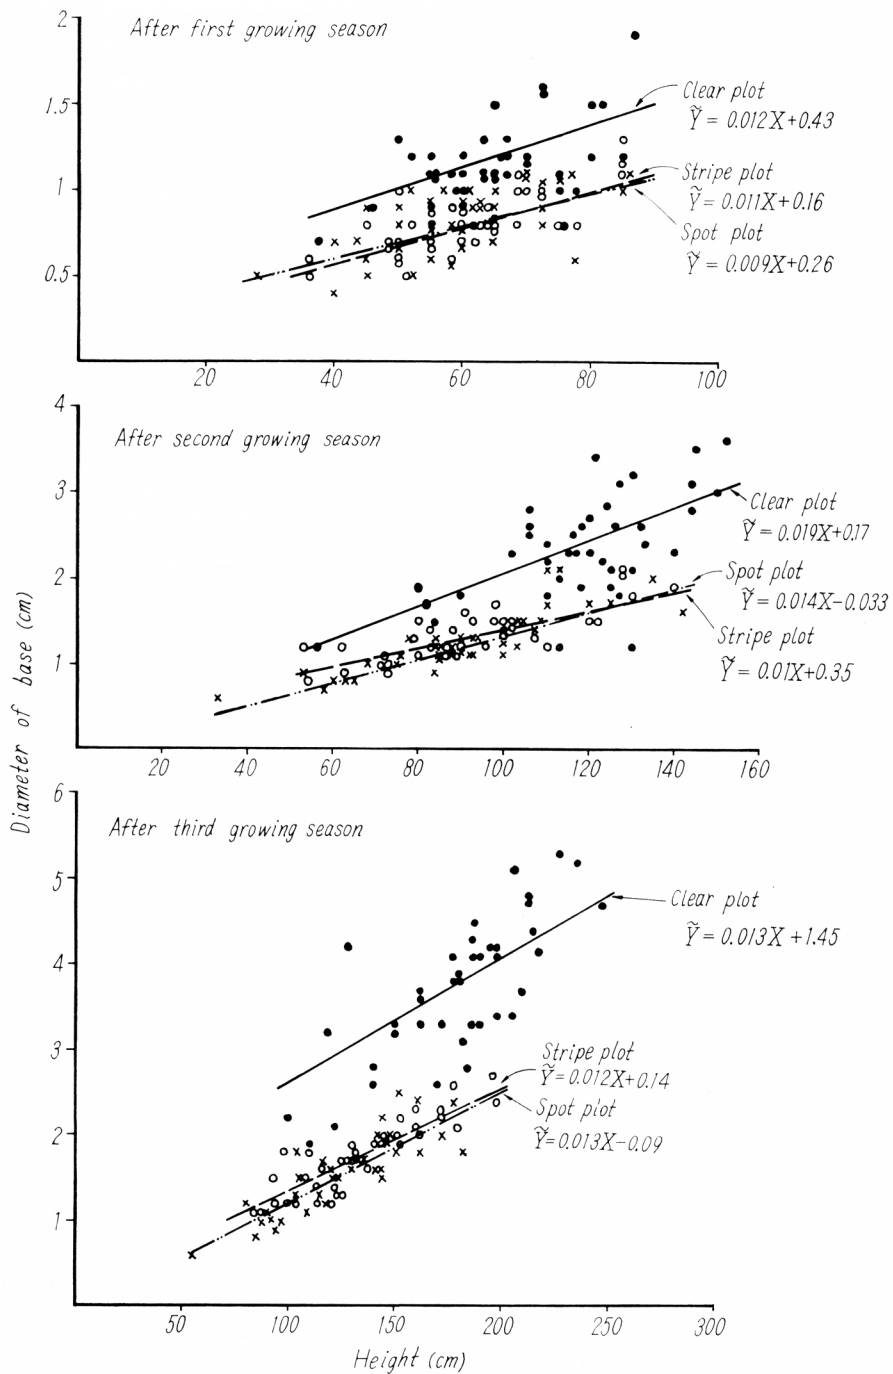 After first growing season
2
1.5
1
0.5
Clear plot
Ỹ = 0.012X+0.43
Stripe plot
Ỹ = 0.011X+0.16
Spot plot
Ỹ = 0.009X+0.26
20 40 60 80 100
After second growing season
4
3
2
1
Clear plot
Ỹ = 0.019X+0.17
Spot plot
Ỹ = 0.014X-0.033
Stripe plot
Ỹ = 0.01X+0.35
20 40 60 80 100 120 140 160
Diameter of base (cm)
After third growing season
6
5
4
3
2
1
Clear plot
Ỹ = 0.013X+1.45
Stripe plot
Ỹ=0.012X+0.14
Spot plot
Ỹ=0.013X-0.09
50 100 150 200 250 300
Height (cm)